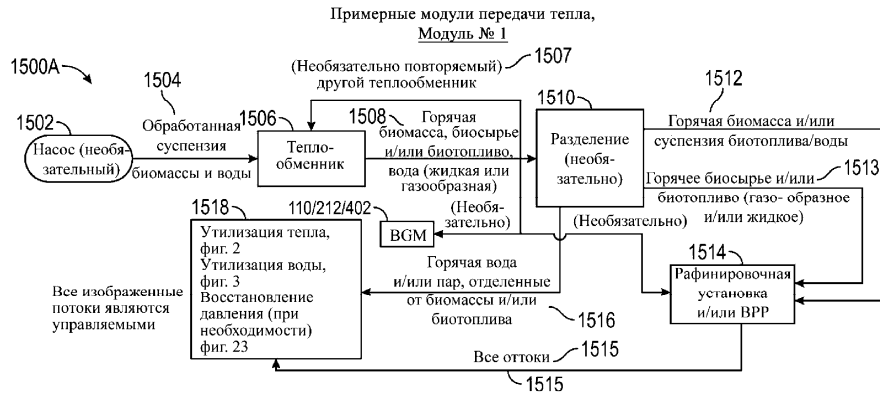 Примерные модули передачи тепла,
Модуль № 1
1500A
1502
Насос (необя-
зательный)
1504
Обработанная
суспензия
биомассы и воды
1506
Тепло-
обменник
(Необязательно повторяемый)
другой теплообменник
1507
1508
Горячая
биомасса, биосырье
и/или биотопливо,
вода (жидкая или
газообразная)
1510
Разделение
(необя-
зательно)
1512
Горячая биомасса и/или
суспензия биотоплива/воды
1513
Горячее биосырье и/или
биотопливо (газо- образное
и/или жидкое)
(Необязательно)
1514
Рафинировочная
установка
и/или BPP
110/212/402
BGM
(Необя-
зательно)
1518
Утилизация тепла,
фиг. 2
Утилизация воды,
фиг. 3
Восстановление
давления (при
необходимости)
фиг. 23
Горячая вода
и/или пар, отделенные
от биомассы и/или
биотоплива
1516
Все изображенные
потоки являются
управляемыми
Все оттоки
1515
1515